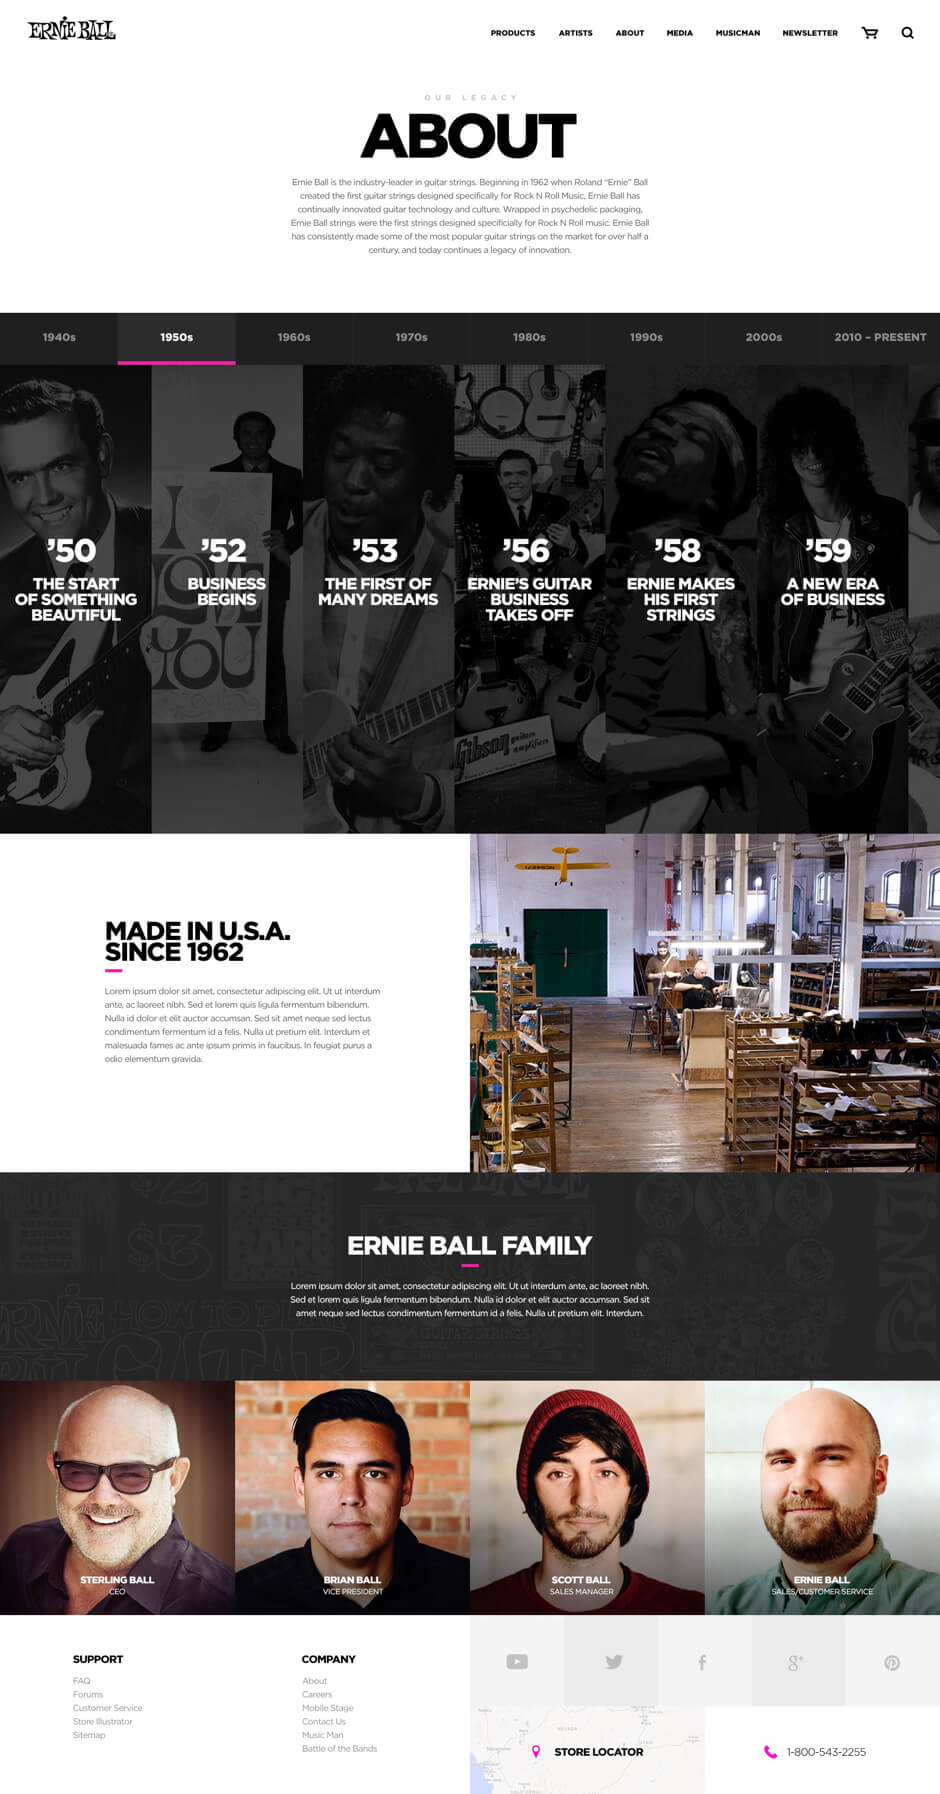 ERNIE BALL
PRODUCTS ARTISTS ABOUT MEDIA MUSICMAN NEWSLETTER
OUR LEGACY
ABOUT
Ernie Ball is the industry-leader in guitar strings. Beginning in 1962 when Roland “Ernie” Ball
created the first guitar strings designed specifically for Rock N Roll Music, Ernie Ball has
continually innovated guitar technology and culture. Wrapped in psychedelic packaging,
Ernie Ball strings were the first strings designed specificially for Rock N Roll music. Ernie Ball
has consistently made some of the most popular guitar strings on the market for over half a
century, and today continues a legacy of innovation.
1940s 1950s 1960s 1970s 1980s 1990s 2000s 2010 – PRESENT
’50
THE START
OF SOMETHING
BEAUTIFUL
’52
BUSINESS
BEGINS
’53
THE FIRST OF
MANY DREAMS
’56
ERNIE’S GUITAR
BUSINESS
TAKES OFF
’58
ERNIE MAKES
HIS FIRST
STRINGS
’59
A NEW ERA
OF BUSINESS
I
LOVE
YOU
Gibson guitars
amplifiers
MADE IN U.S.A.
SINCE 1962
Lorem ipsum dolor sit amet, consectetur adipiscing elit. Ut ut interdum
ante, ac laoreet nibh. Sed et lorem quis ligula fermentum bibendum.
Nulla id dolor et elit auctor accumsan. Sed sit amet neque sed lectus
condimentum fermentum id a felis. Nulla ut pretium elit. Interdum et
malesuada fames ac ante ipsum primis in faucibus. In feugiat purus a
odio elementum gravida.
$2
$3
ERNIE BALL FAMILY
Lorem ipsum dolor sit amet, consectetur adipiscing elit. Ut ut interdum ante, ac laoreet nibh.
Sed et lorem quis ligula fermentum bibendum. Nulla id dolor et elit auctor accumsan. Sed sit
amet neque sed lectus condimentum fermentum id a felis. Nulla ut pretium elit. Interdum.
GUITAR STRINGS
STERLING BALL
CEO
BRIAN BALL
VICE PRESIDENT
SCOTT BALL
SALES MANAGER
ERNIE BALL
SALES/CUSTOMER SERVICE
SUPPORT
FAQ
Forums
Customer Service
Store Illustrator
Sitemap
COMPANY
About
Careers
Mobile Stage
Contact Us
Music Man
Battle of the Bands
NEVADA
CALIFORNIA
STORE LOCATOR
1-800-543-2255